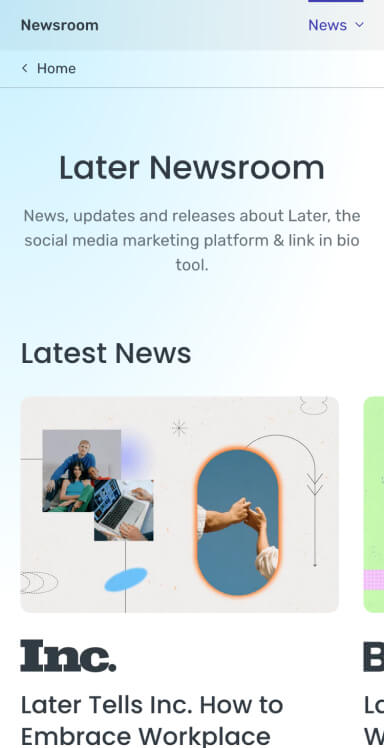 Newsroom
News
Home
Later Newsroom
News, updates and releases about Later, the
social media marketing platform & link in bio
tool.
Latest News
Inc.
B
Later Tells Inc. How to
Embrace Workplace
La
W